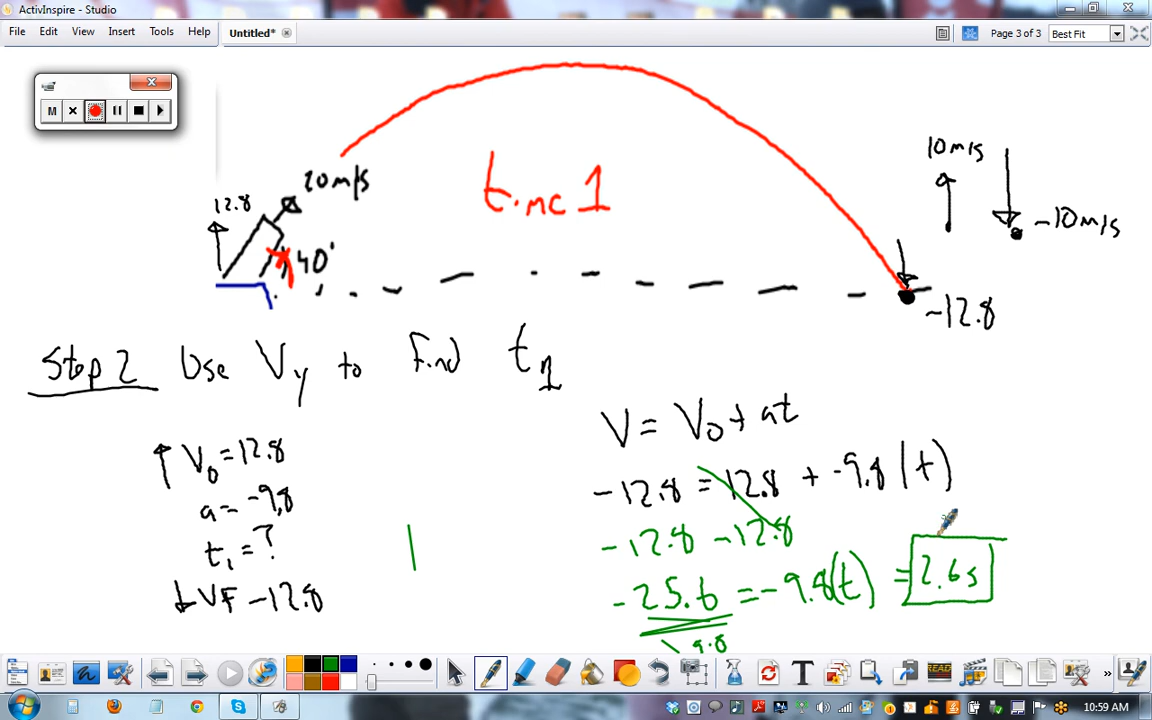 ActivInspire - Studio
File Edit View Insert Tools Help Untitled* Page 3 of 3 Best Fit
M
10m/s
20m/s
12.8
time 1
40°
-10m/s
-12.8
Step 2 Use Vy to find t1
V = V0 + at
V0 = 12.8
-12.8 = 12.8 + -9.8 (t)
a = -9.8
-12.8 -12.8
t1 = ?
-25.6 = -9.8(t) = 2.6s
VF -12.8
-9.8
T
READ
10:59 AM